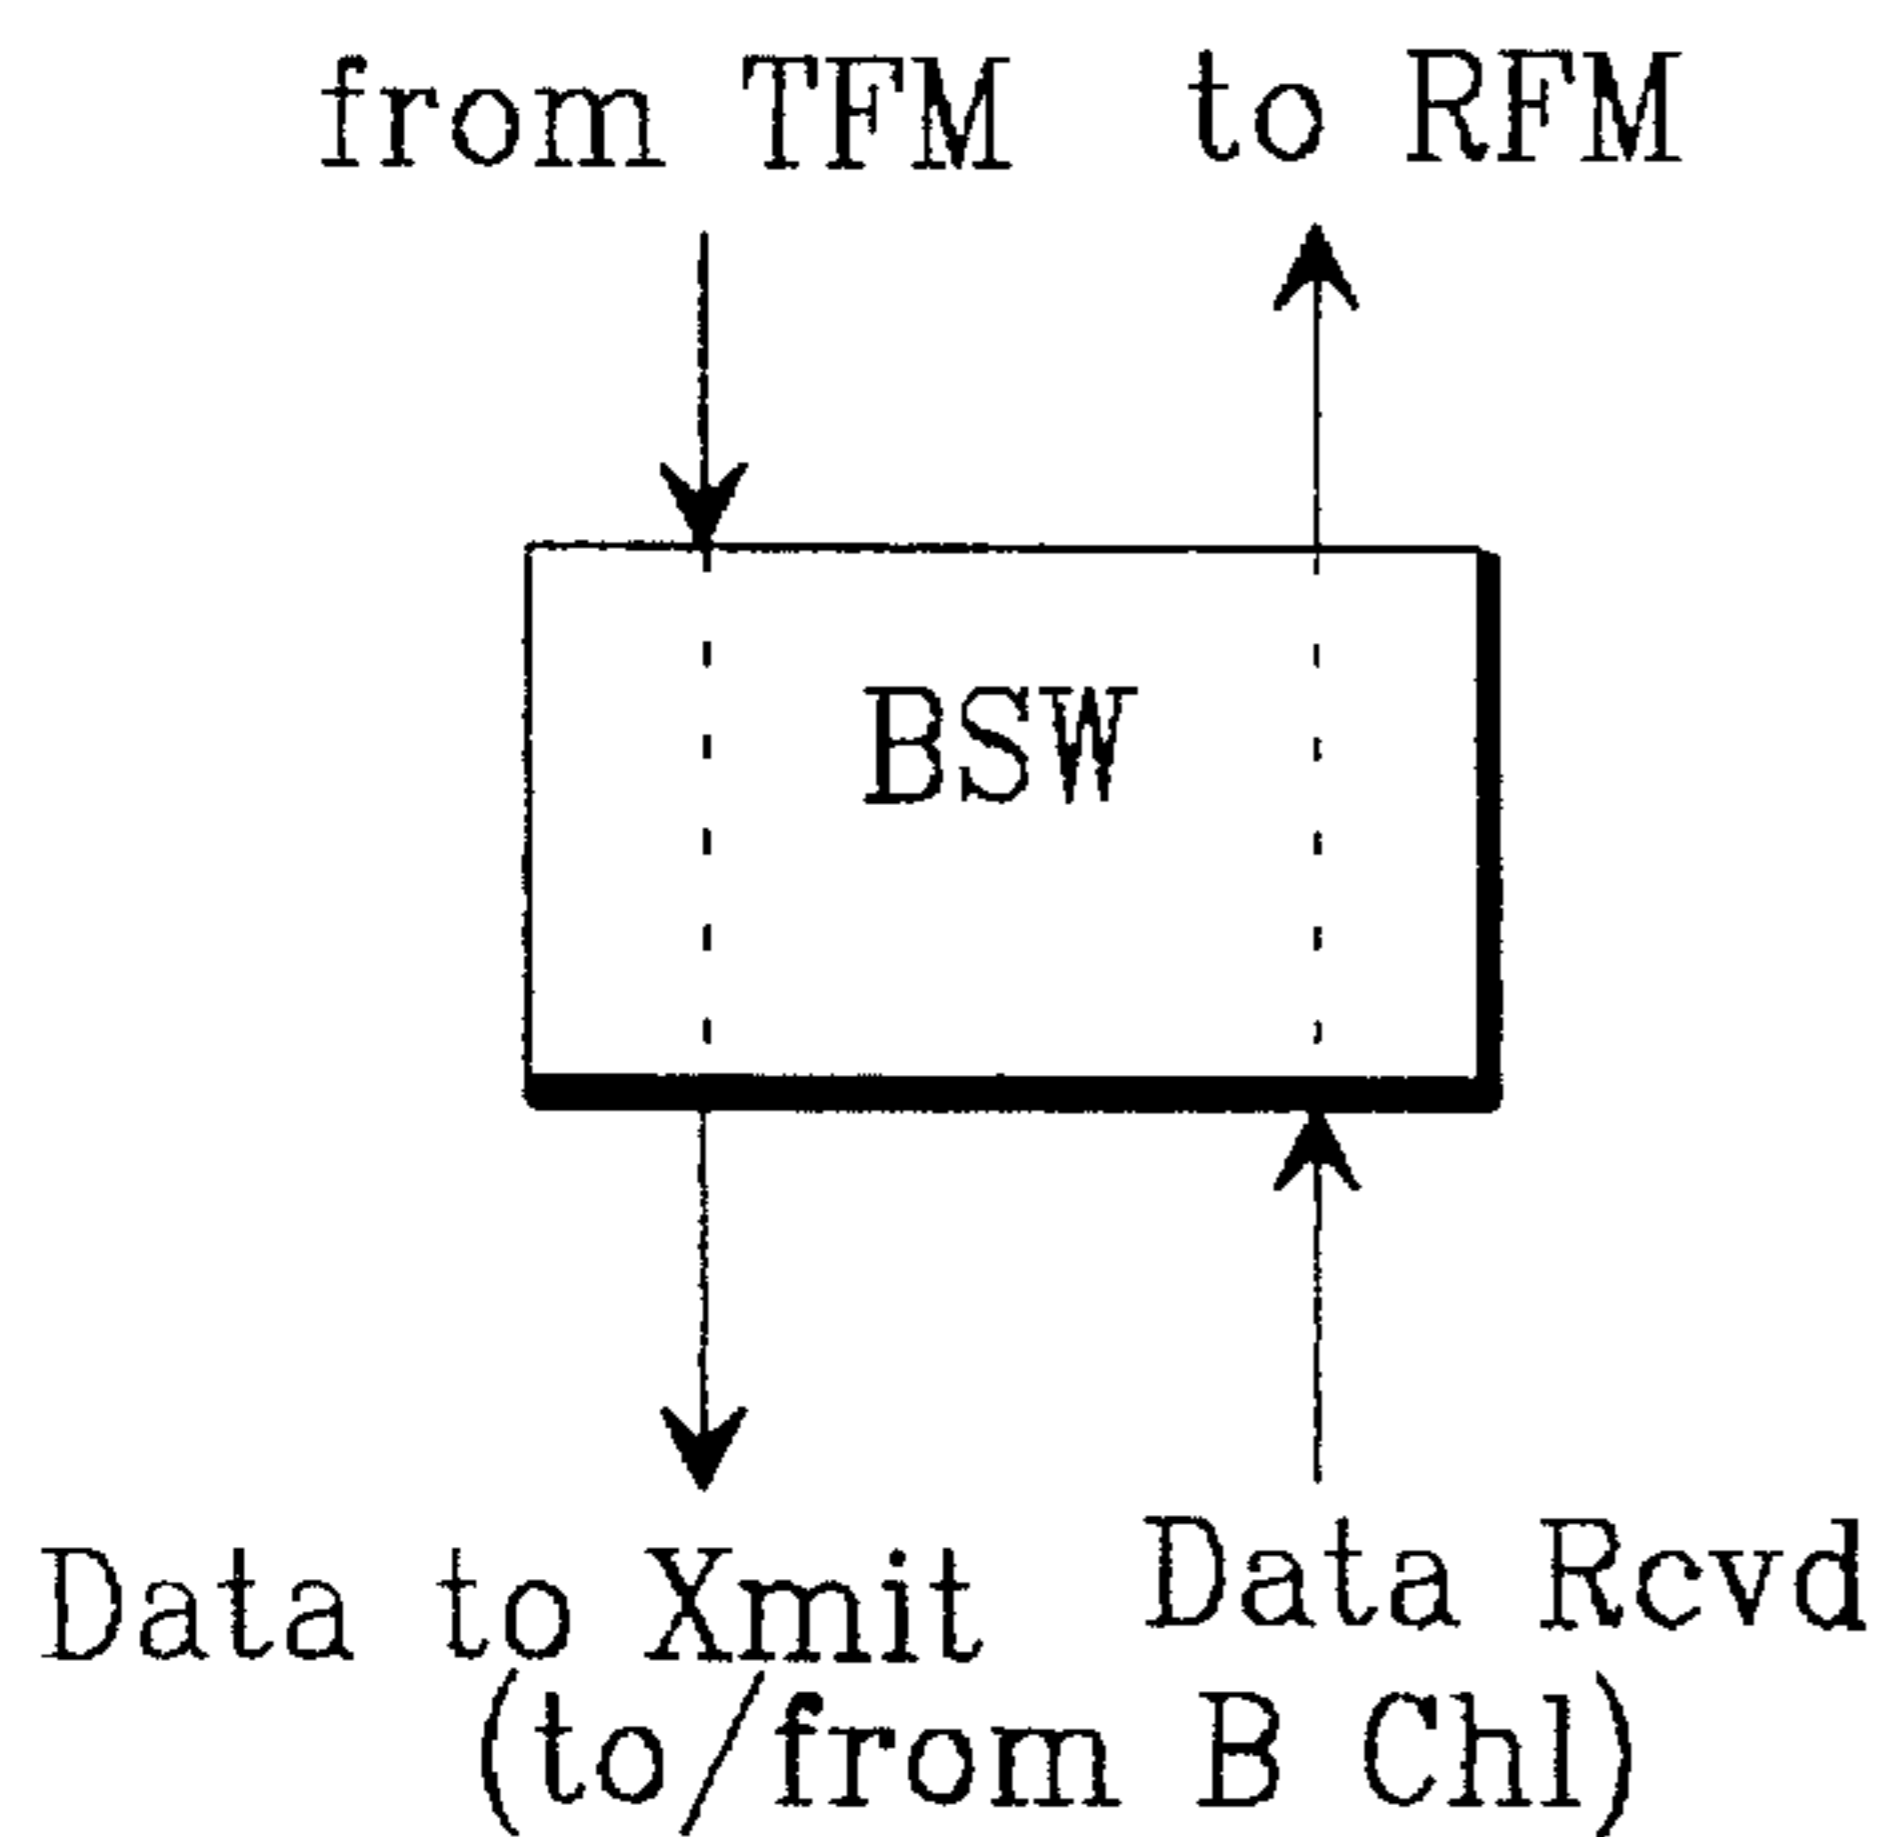 from TFM to RFM
BSW
Data to Xmit Data Rcvd
(to/from B Chl)